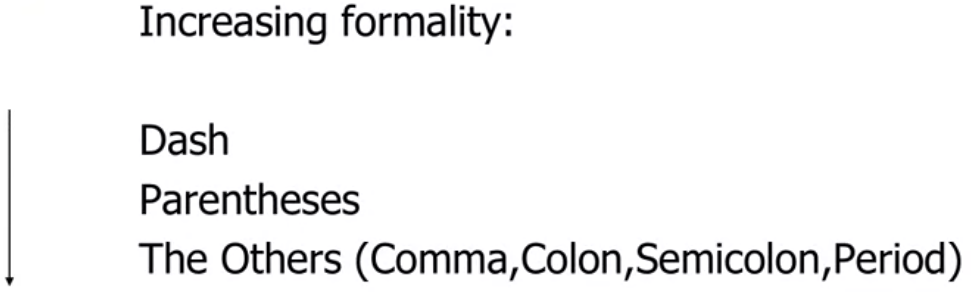 Increasing formality:
Dash
Parentheses
The Others (Comma,Colon,Semicolon,Period)